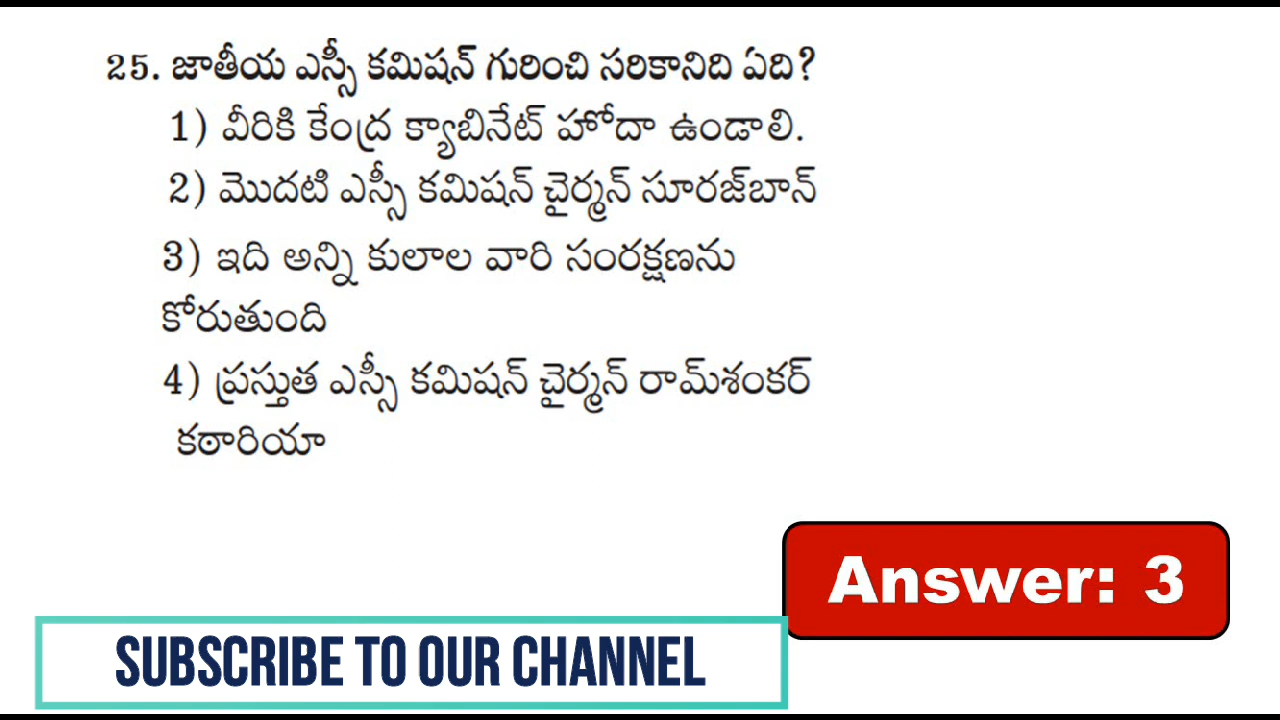 25. జాతీయ ఎస్సీ కమిషన్ గురించి సరికానిది ఏది?
1) వీరికి కేంద్ర క్యాబినేట్ హోదా ఉండాలి.
2) మొదటి ఎస్సీ కమిషన్ చైర్మన్ సూరజ్‌బాన్
3) ఇది అన్ని కులాల వారి సంరక్షణను
కోరుతుంది
4) ప్రస్తుత ఎస్సీ కమిషన్ చైర్మన్ రామ్‌శంకర్
కఠారియా
Answer: 3
SUBSCRIBE TO OUR CHANNEL